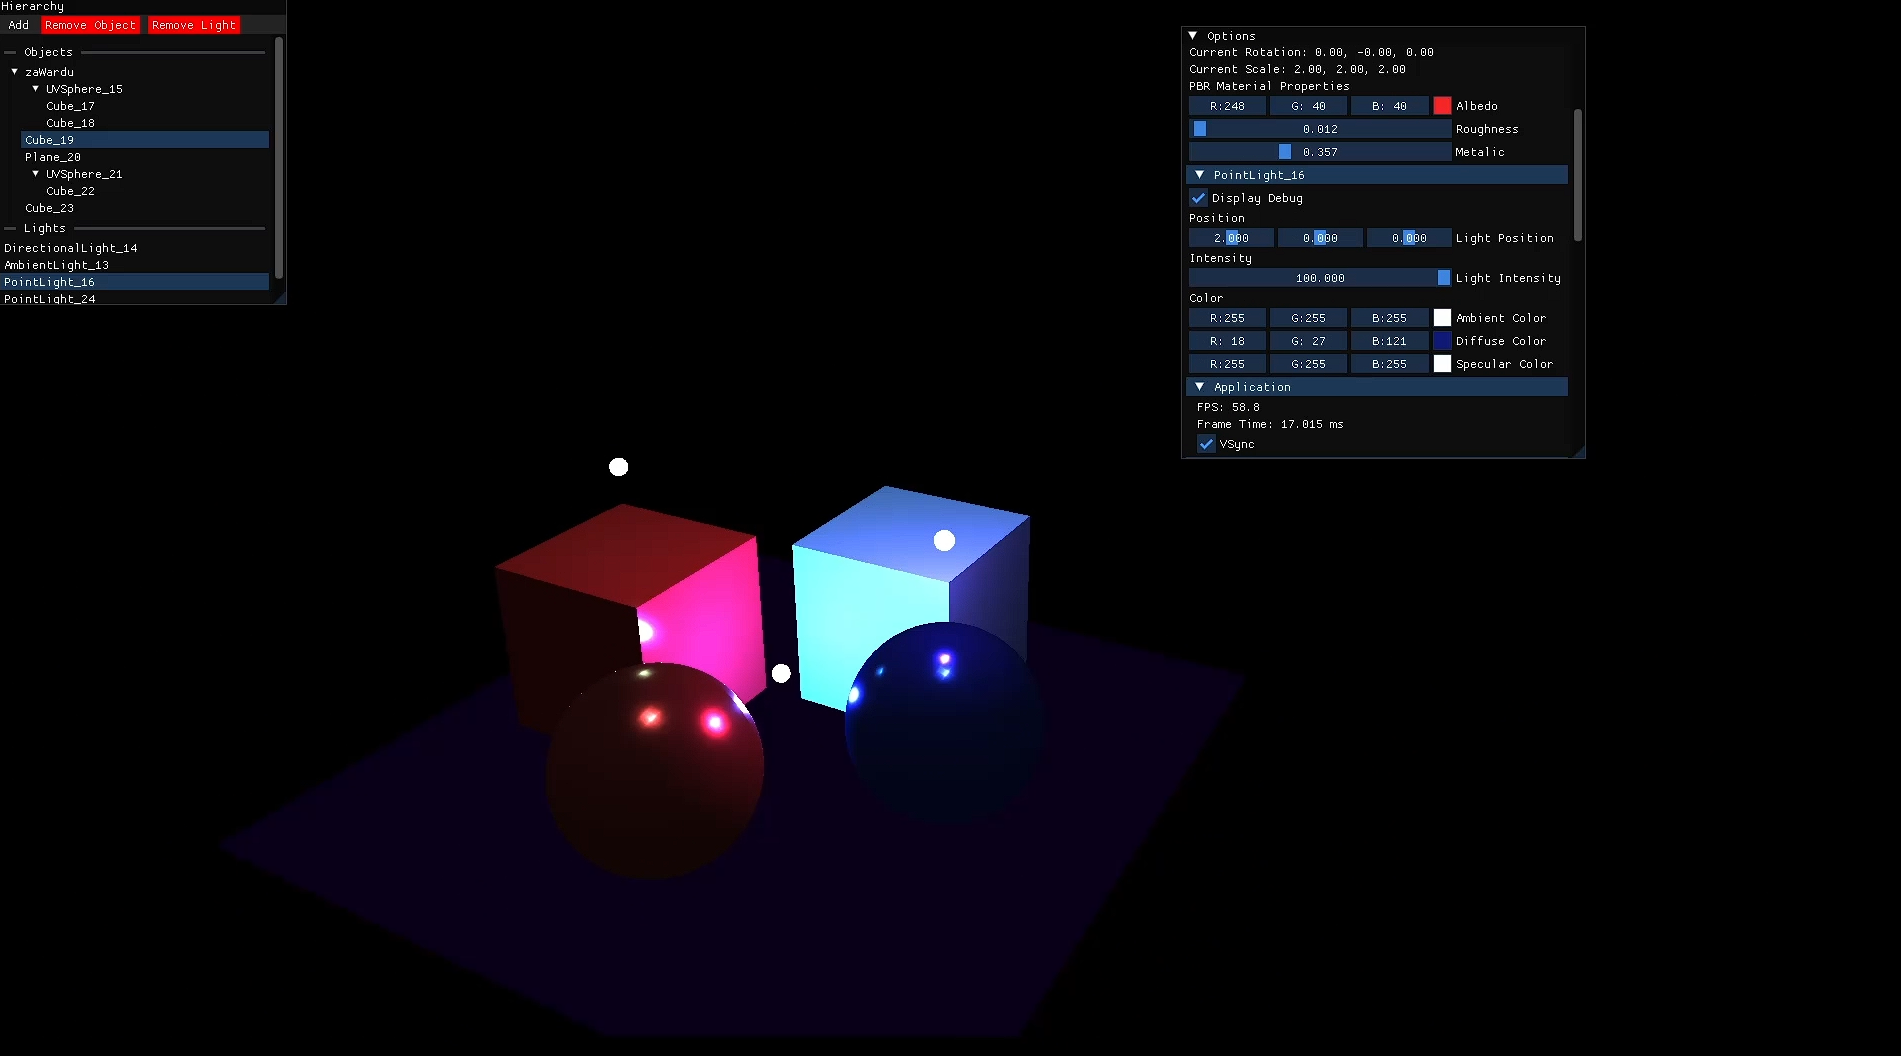 Hierarchy
Add Remove Object Remove Light
Objects
zaWardu
UVSphere_15
Cube_17
Cube_18
Cube_19
Plane_20
UVSphere_21
Cube_22
Cube_23
Lights
DirectionalLight_14
AmbientLight_13
PointLight_16
PointLight_24
Options
Current Rotation: 0.00, -0.00, 0.00
Current Scale: 2.00, 2.00, 2.00
PBR Material Properties
R:248 G: 40 B: 40 Albedo
0.012 Roughness
0.357 Metalic
PointLight_16
Display Debug
Position
2.000 0.000 0.000 Light Position
Intensity
100.000 Light Intensity
Color
R:255 G:255 B:255 Ambient Color
R: 18 G: 27 B:121 Diffuse Color
R:255 G:255 B:255 Specular Color
Application
FPS: 58.8
Frame Time: 17.015 ms
VSync